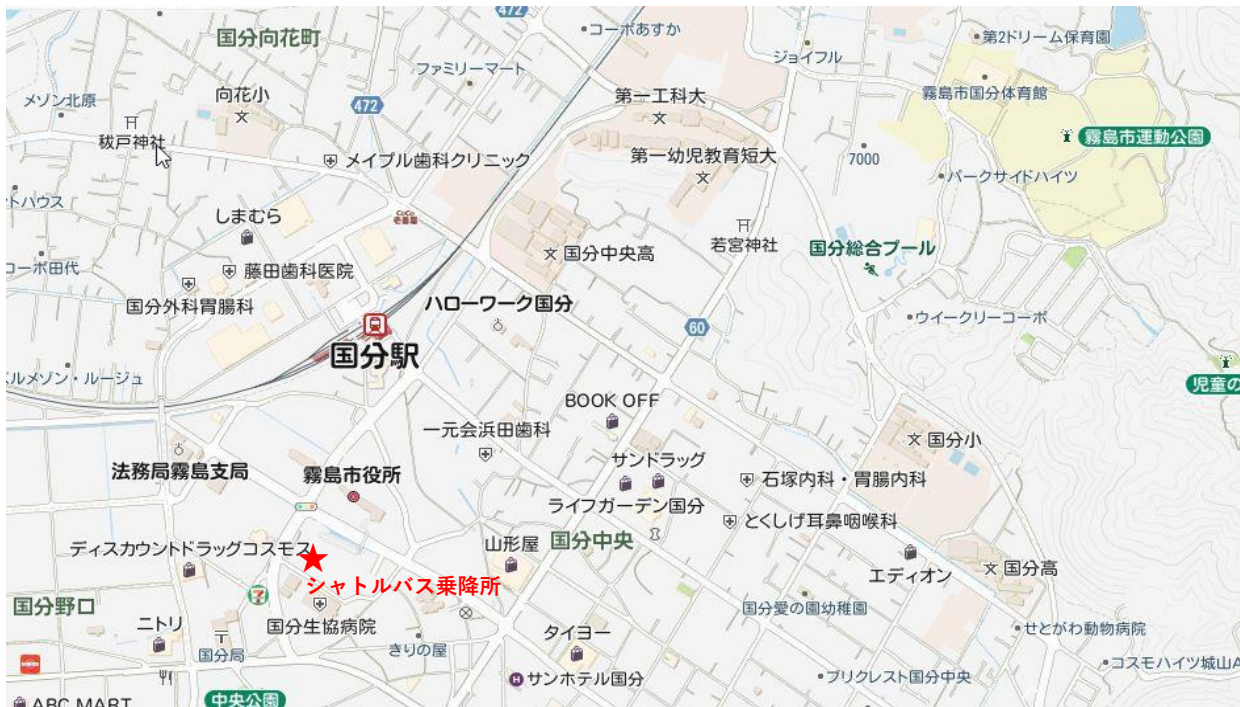 472
コーポあすか
第2ドリーム保育園
国分向花町
ジョイフル
ファミリーマート
メゾン北原
向花小
472
第一工科大
霧島市国分体育館
祓戸神社
霧島市運動公園
メイプル歯科クリニック
第一幼児教育短大
7000
パークサイドハイツ
トハウス
しまむら
CoCo
壱番屋
若宮神社
国分総合プール
国分中央高
コーポ田代
藤田歯科医院
国分外科胃腸科
ハローワーク国分
60
ウイークリーコーポ
国分駅
ベルメゾン・ルージュ
児童の
BOOK OFF
一元会浜田歯科
国分小
サンドラッグ
法務局霧島支局
霧島市役所
石塚内科・胃腸内科
ライフガーデン国分
とくしげ耳鼻咽喉科
ディスカウントドラッグコスモス
山形屋
国分中央
エディオン
国分高
シャトルバス乗降所
7
国分野口
国分愛の園幼稚園
ニトリ
国分生協病院
タイヨー
せとがわ動物病院
国分局
きりの屋
コスモハイツ城山A
H
サンホテル国分
プリクレスト国分中央
ABC MART
中央公園